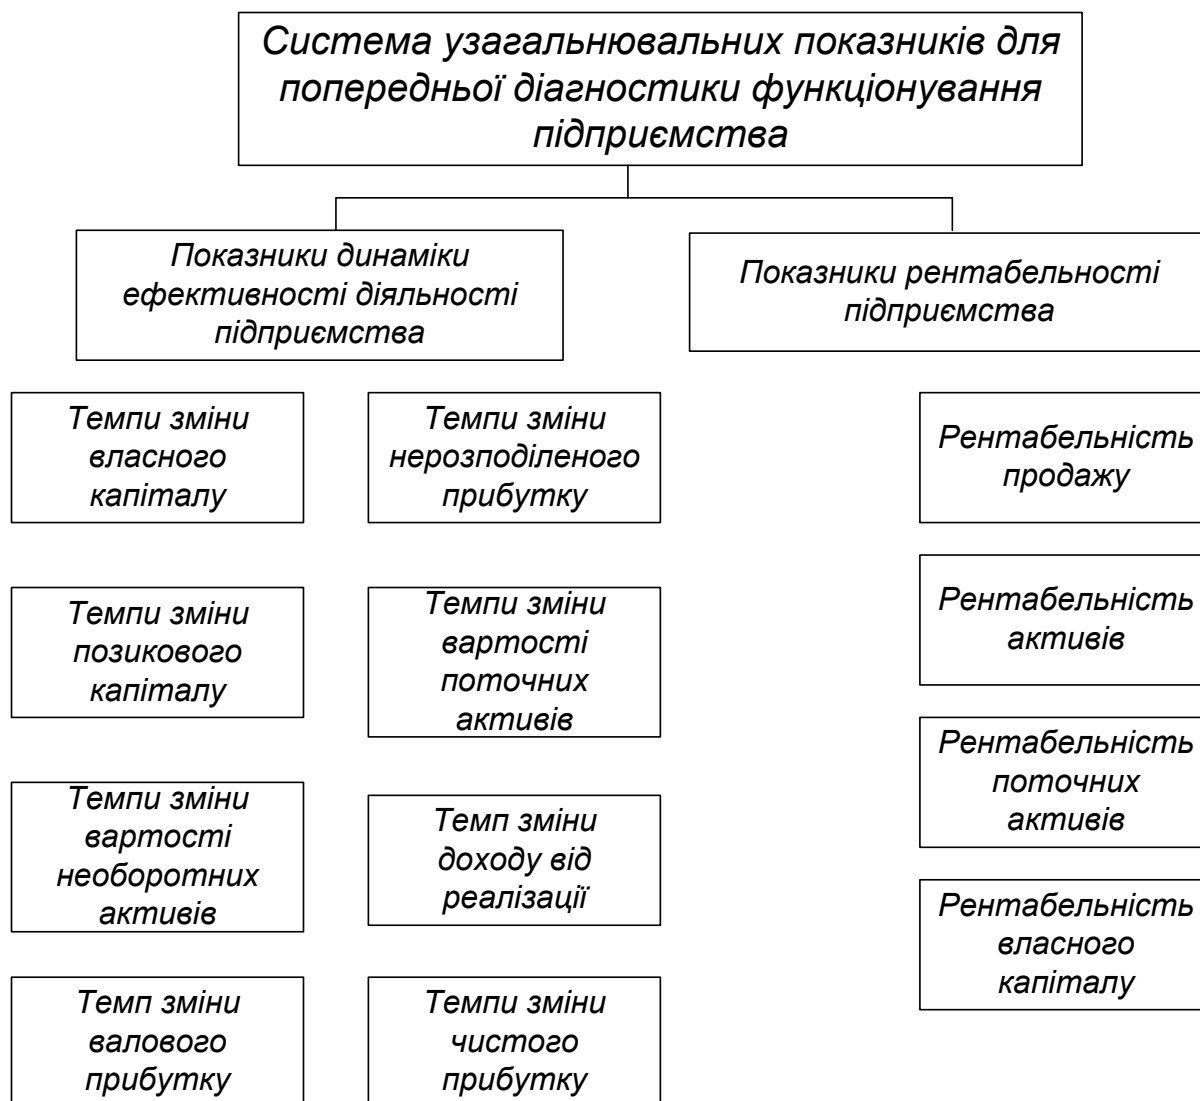 Система узагальнювальних показників для
попередньої діагностики функціонування
підприємства
Показники динаміки
ефективності діяльності
підприємства
Показники рентабельності
підприємства
Темпи зміни
власного
капіталу
Темпи зміни
нерозподіленого
прибутку
Рентабельність
продажу
Темпи зміни
позикового
капіталу
Темпи зміни
вартості
поточних
активів
Рентабельність
активів
Темпи зміни
вартості
необоротних
активів
Темп зміни
доходу від
реалізації
Рентабельність
поточних
активів
Рентабельність
власного
капіталу
Темп зміни
валового
прибутку
Темпи зміни
чистого
прибутку